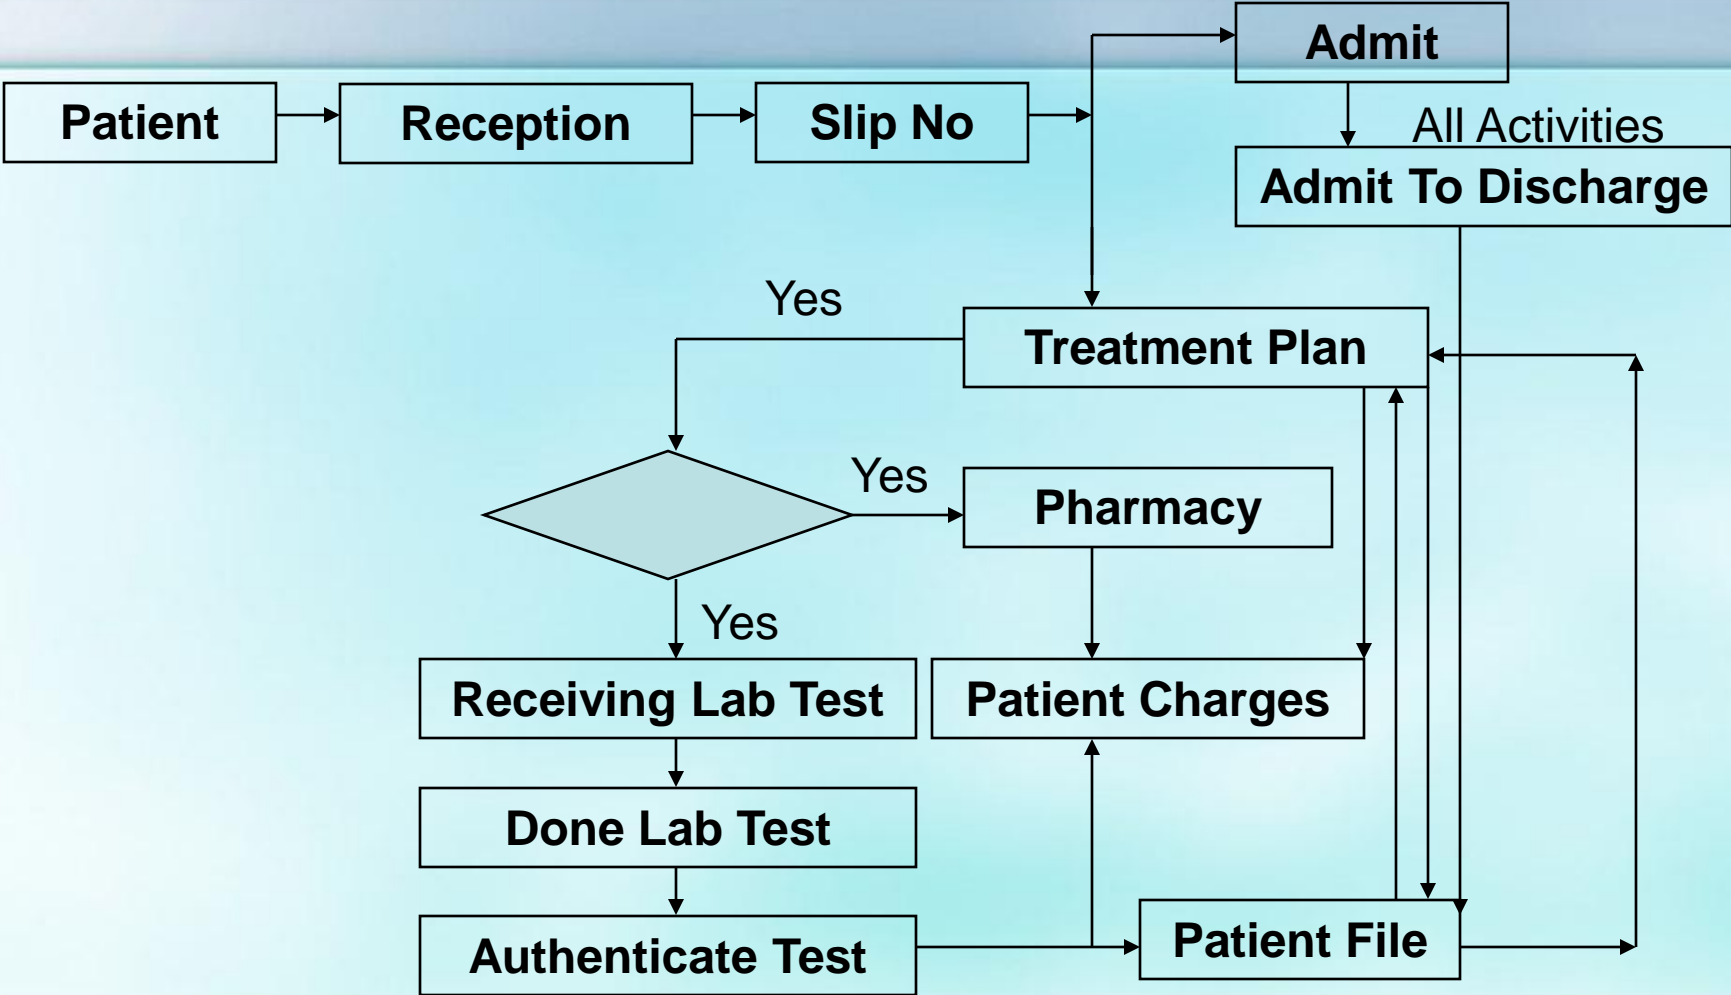 Admit
Patient
Reception
Slip No
All Activities
Admit To Discharge
Yes
Treatment Plan
Yes
Pharmacy
Yes
Receiving Lab Test
Patient Charges
Done Lab Test
Authenticate Test
Patient File